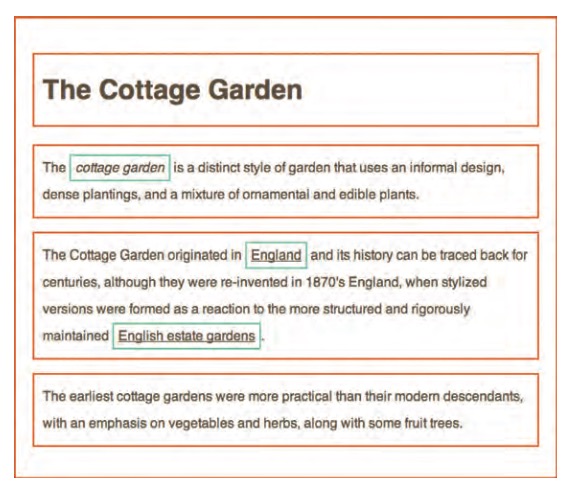 The Cottage Garden
The cottage garden is a distinct style of garden that uses an informal design,
dense plantings, and a mixture of ornamental and edible plants.
The Cottage Garden originated in England and its history can be traced back for
centuries, although they were re-invented in 1870's England, when stylized
versions were formed as a reaction to the more structured and rigorously
maintained English estate gardens.
The earliest cottage gardens were more practical than their modern descendants,
with an emphasis on vegetables and herbs, along with some fruit trees.